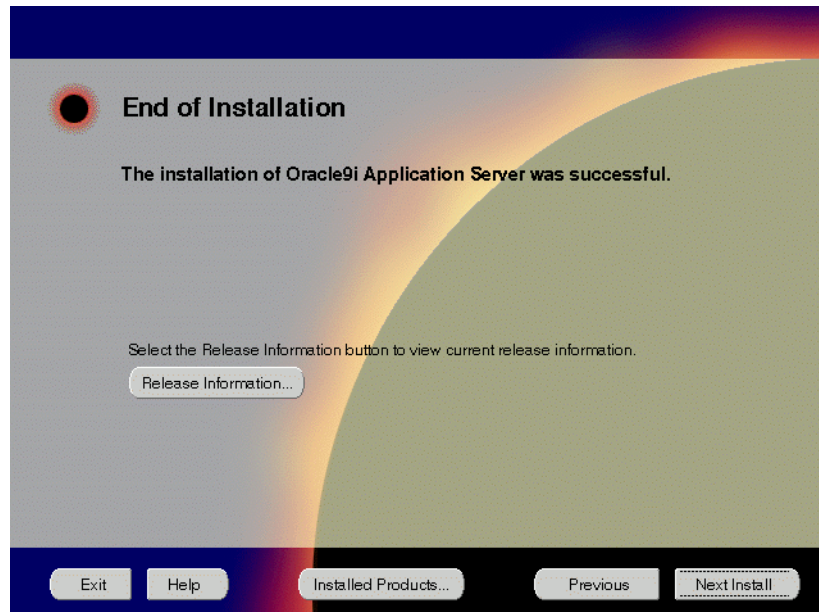 End of Installation
The installation of Oracle9i Application Server was successful.
Select the Release Information button to view current release information.
Release Information...
Exit
Help
Installed Products...
Previous
Next Install